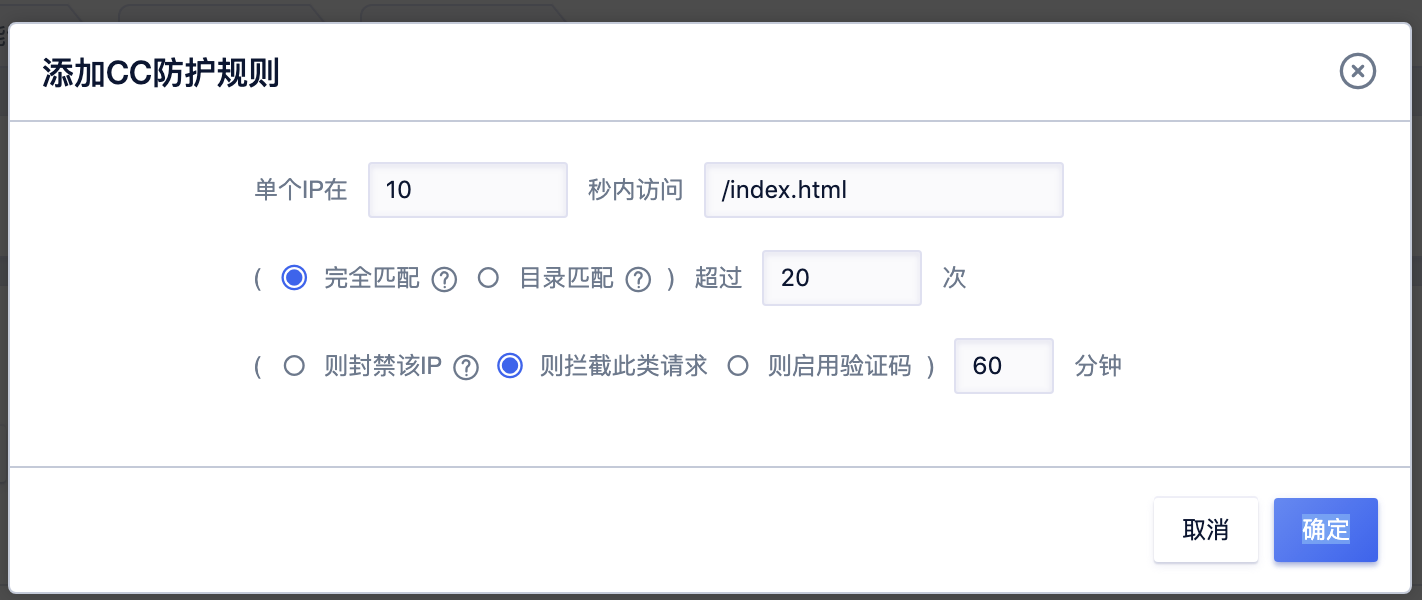 添加CC防护规则
单个IP在 10 秒内访问 /index.html
( 完全匹配 ? 目录匹配 ? ) 超过 20 次
( 则封禁该IP ? 则拦截此类请求 则启用验证码 ) 60 分钟
取消 确定